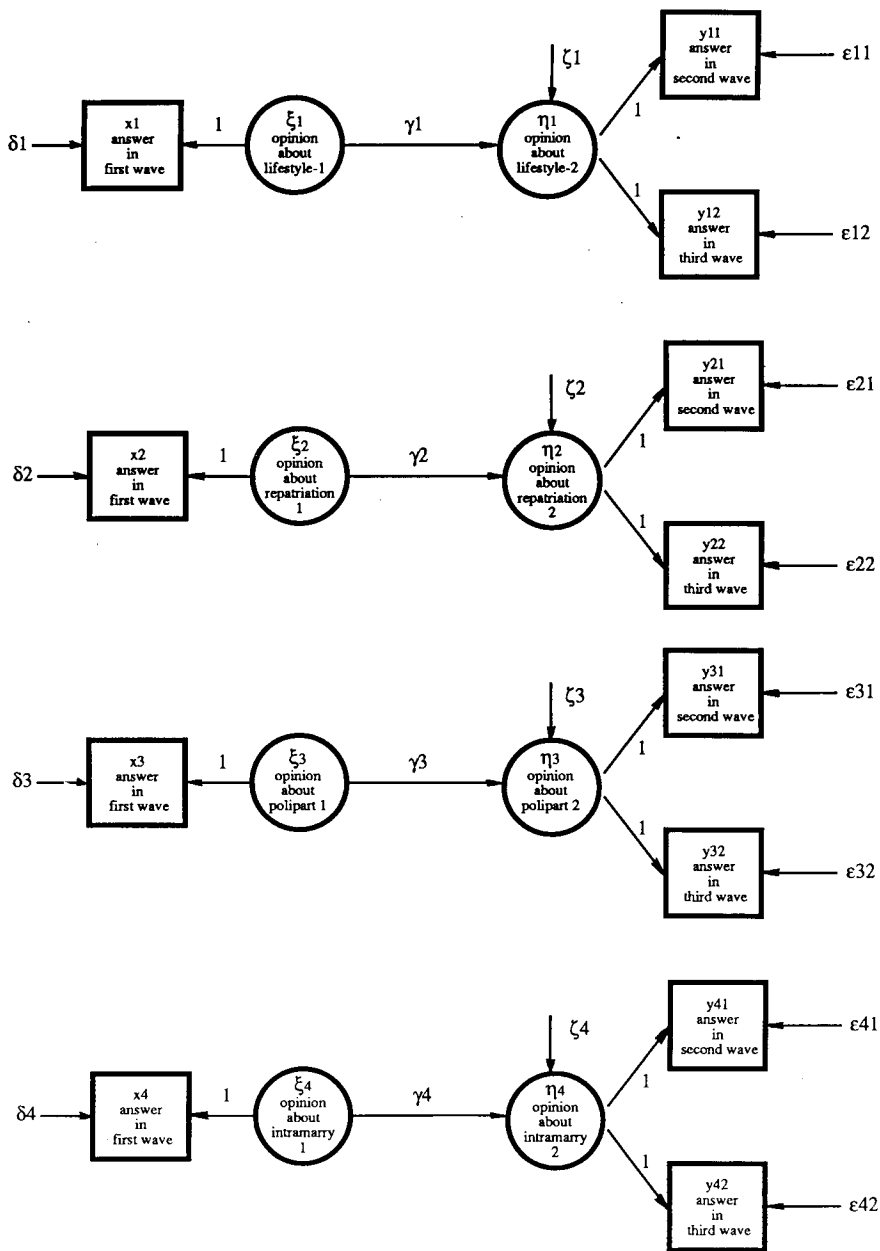 ζ1
y11
answer
in
second wave
ε11
δ1
x1
answer
in
first wave
1
ξ1
opinion
about
lifestyle-1
γ1
η1
opinion
about
lifestyle-2
1
1
y12
answer
in
third wave
ε12
ζ2
y21
answer
in
second wave
ε21
δ2
x2
answer
in
first wave
1
ξ2
opinion
about
repatriation
1
γ2
η2
opinion
about
repatriation
2
1
1
y22
answer
in
third wave
ε22
ζ3
y31
answer
in
second wave
ε31
δ3
x3
answer
in
first wave
1
ξ3
opinion
about
polipart 1
γ3
η3
opinion
about
polipart 2
1
1
y32
answer
in
third wave
ε32
ζ4
y41
answer
in
second wave
ε41
δ4
x4
answer
in
first wave
1
ξ4
opinion
about
intramarry
1
γ4
η4
opinion
about
intramarry
2
1
1
y42
answer
in
third wave
ε42